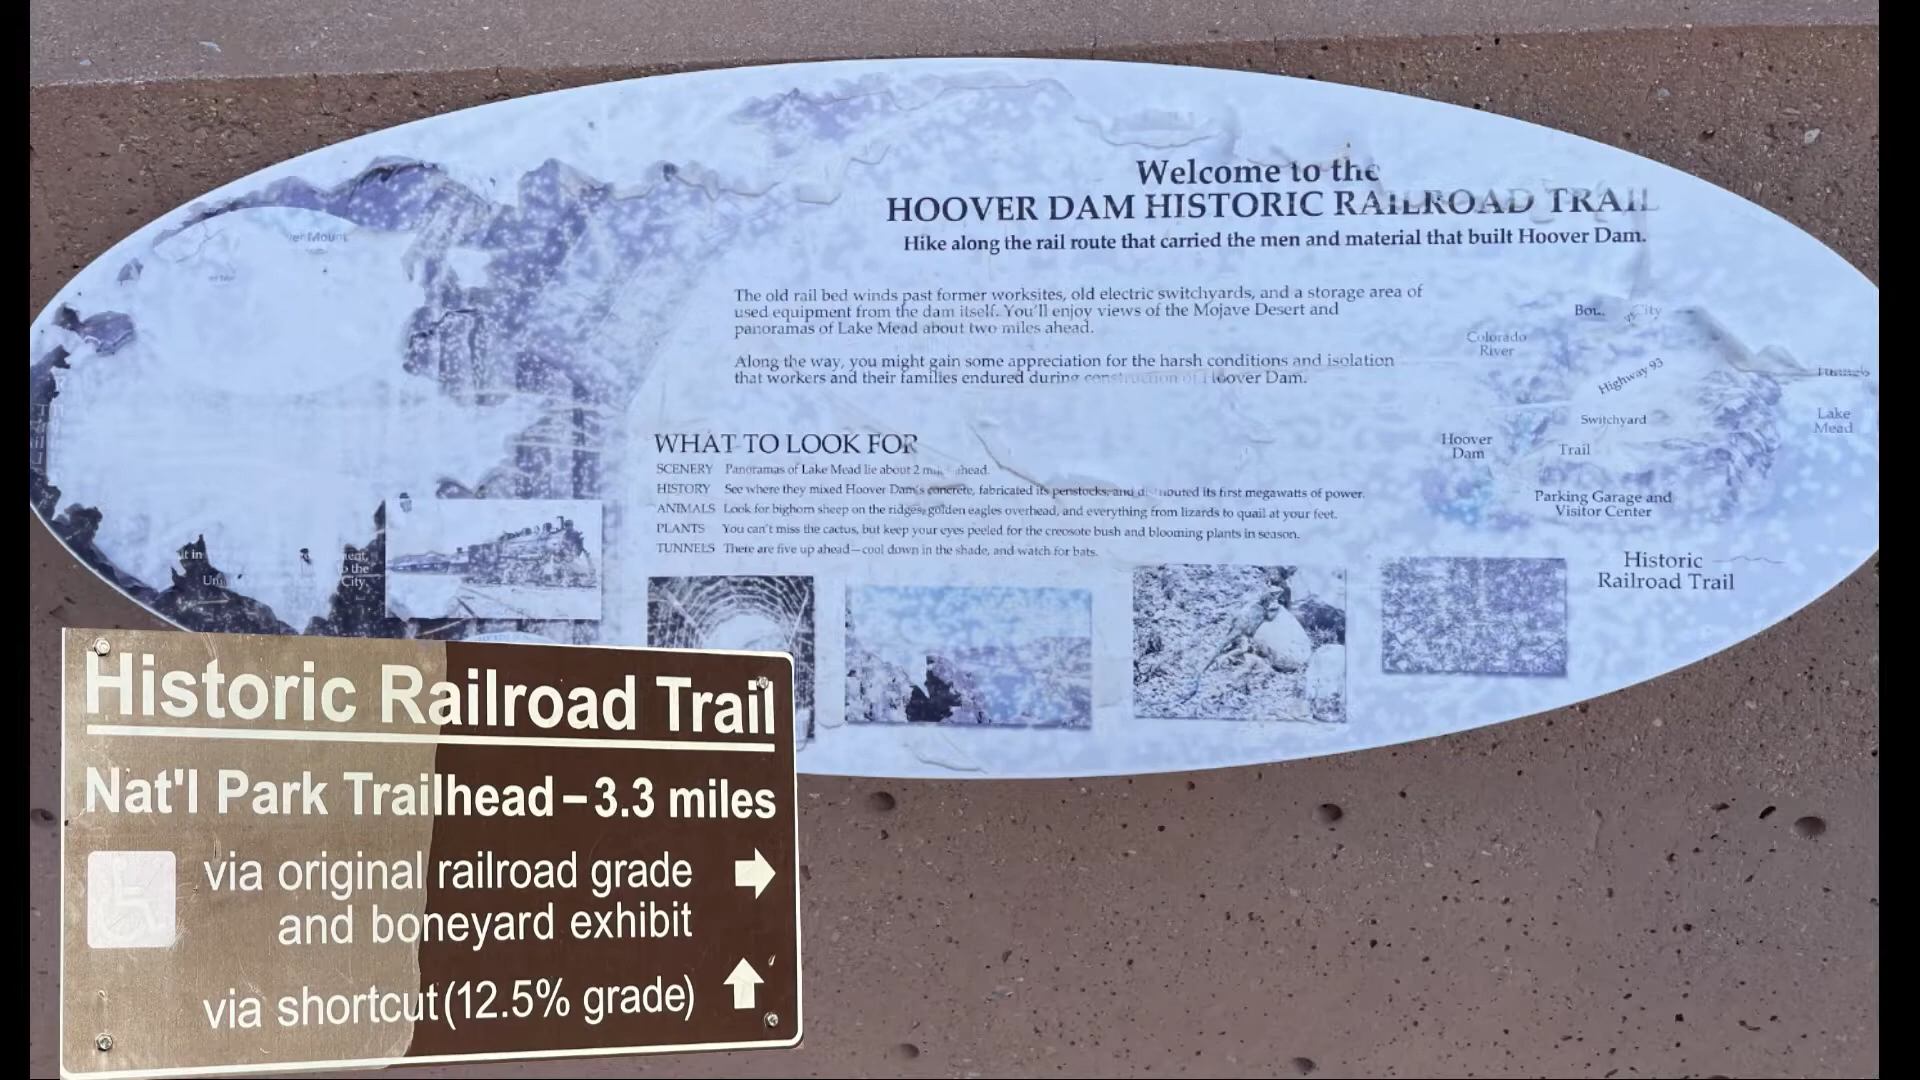 Welcome to the
HOOVER DAM HISTORIC RAILROAD TRAIL
Hike along the rail route that carried the men and material that built Hoover Dam.
The old rail bed winds past former worksites, old electric switchyards, and a storage area of
used equipment from the dam itself. You'll enjoy views of the Mojave Desert and
panoramas of Lake Mead about two miles ahead.
Along the way, you might gain some appreciation for the harsh conditions and isolation
that workers and their families endured during construction of Hoover Dam.
WHAT TO LOOK FOR
SCENERY Panoramas of Lake Mead lie about 2 ahead.
HISTORY See where they mixed Hoover Dam's concrete, fabricated its penstocks, and its first megawatts of power.
ANIMALS Look for bighorn sheep on the ridges, golden eagles overhead, and everything from lizards to quail at your feet.
PLANTS You can't miss the cactus, but keep your eyes peeled for the creosote bush and blooming plants in season.
TUNNELS There are five up ahead—cool down in the shade, and watch for bats.
City
Colorado
River
Highway 93
Tunnels
Lake
Mead
Switchyard
Hoover
Dam
Trail
Parking Garage and
Visitor Center
Historic
Railroad Trail
in
the
City.
Historic Railroad Trail
Nat'l Park Trailhead – 3.3 miles
via original railroad grade
and boneyard exhibit
via shortcut (12.5% grade)